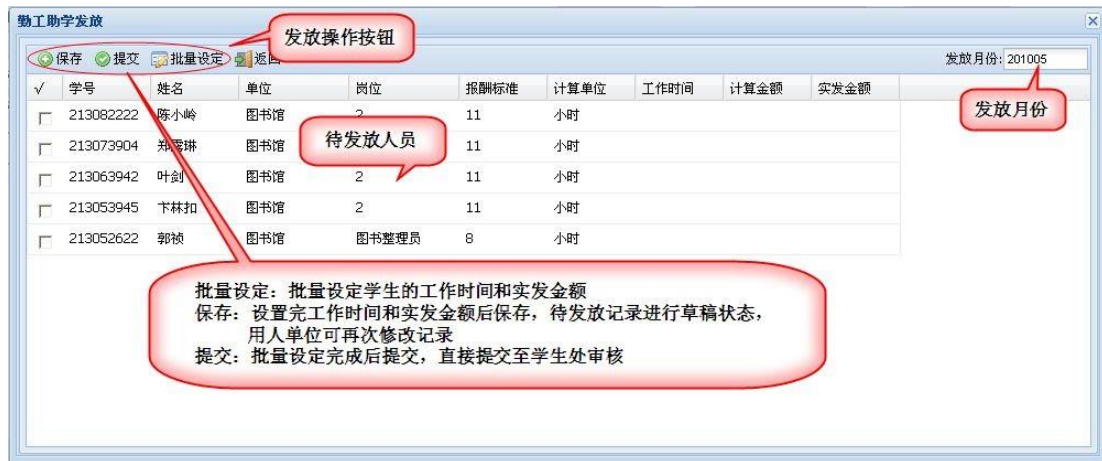 勤工助学发放
发放操作按钮
保存 提交 批量设定 返回 发放月份: 201005
√ 学号 姓名 单位 岗位 报酬标准 计算单位 工作时间 计算金额 实发金额
发放月份
213082222 陈小岭 图书馆 2 11 小时
213073904 郑霞琳 图书馆 11 小时
待发放人员
213063942 叶剑 图书馆 2 11 小时
213053945 卞林扣 图书馆 2 11 小时
213052622 郭祯 图书馆 图书整理员 8 小时
批量设定：批量设定学生的工作时间和实发金额
保存：设置完工作时间和实发金额后保存，待发放记录进行草稿状态，
用人单位可再次修改记录
提交：批量设定完成后提交，直接提交至学生处审核